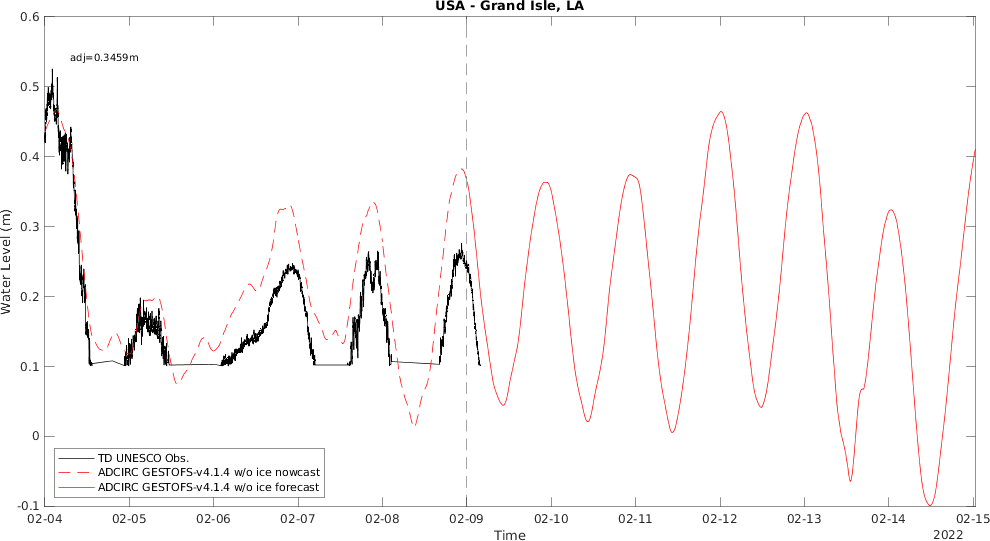 USA - Grand Isle, LA
adj=0.3459m
0.6
0.5
0.4
0.3
0.2
0.1
0
-0.1
Water Level (m)
TD UNESCO Obs.
ADCIRC GESTOFS-v4.1.4 w/o ice nowcast
ADCIRC GESTOFS-v4.1.4 w/o ice forecast
02-04 02-05 02-06 02-07 02-08 02-09 02-10 02-11 02-12 02-13 02-14 02-15
Time
2022